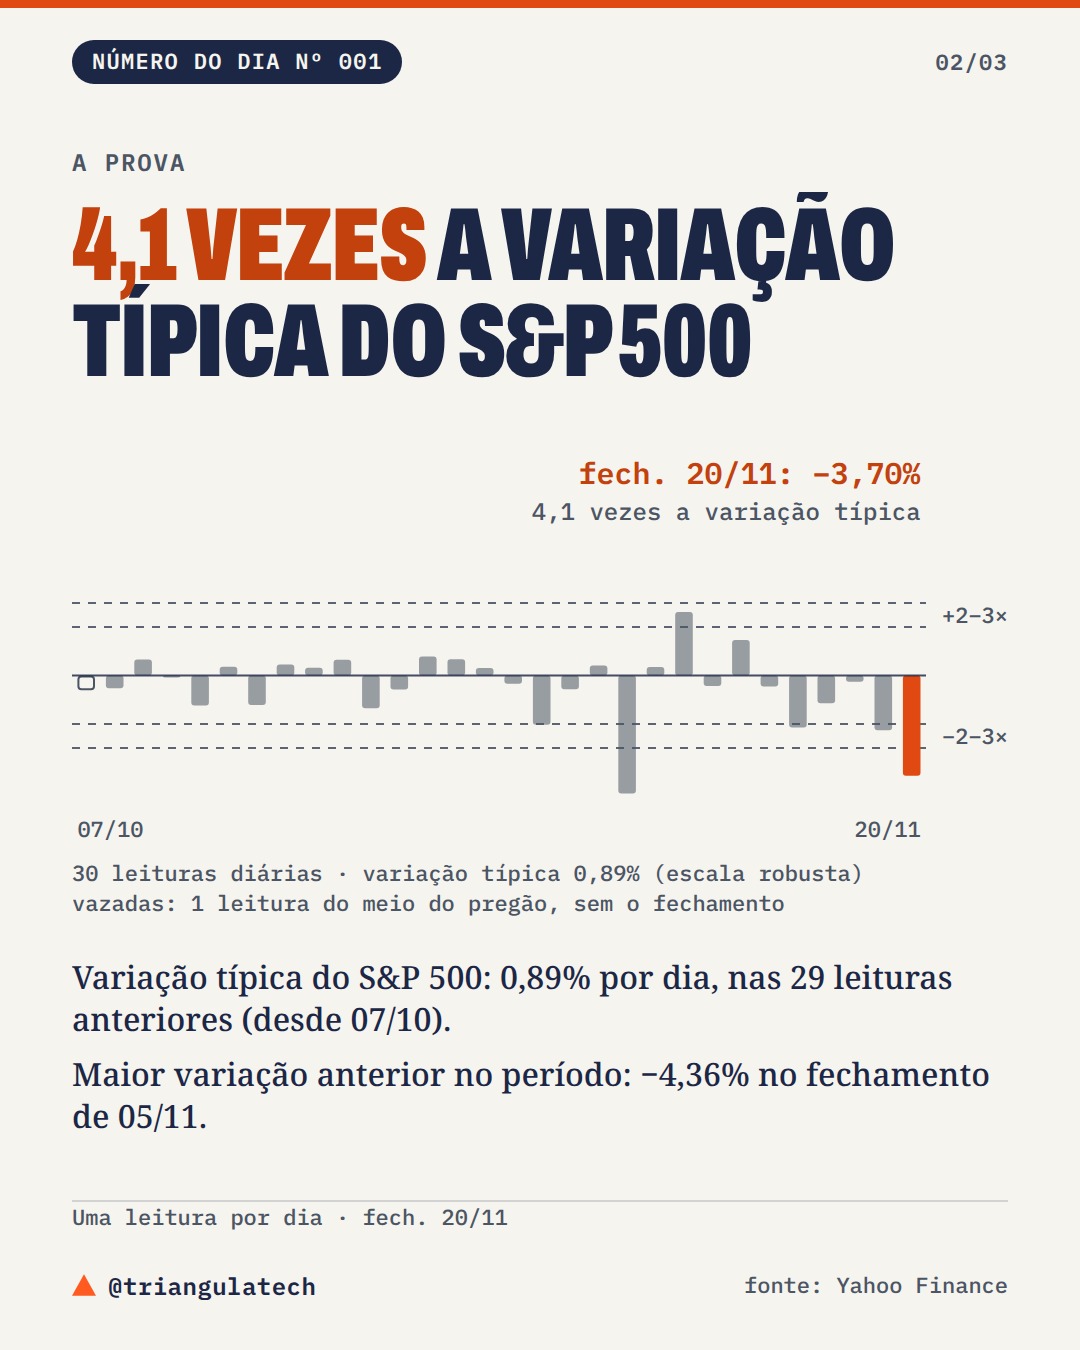 NÚMERO DO DIA Nº 001
02/03
A PROVA
4,1 VEZES A VARIAÇÃO
TÍPICA DO S&P 500
fech. 20/11: −3,70%
4,1 vezes a variação típica
+2–3×
−2–3×
07/10
20/11
30 leituras diárias · variação típica 0,89% (escala robusta)
vazadas: 1 leitura do meio do pregão, sem o fechamento
Variação típica do S&P 500: 0,89% por dia, nas 29 leituras
anteriores (desde 07/10).
Maior variação anterior no período: −4,36% no fechamento
de 05/11.
Uma leitura por dia · fech. 20/11
@triangulatech
fonte: Yahoo Finance